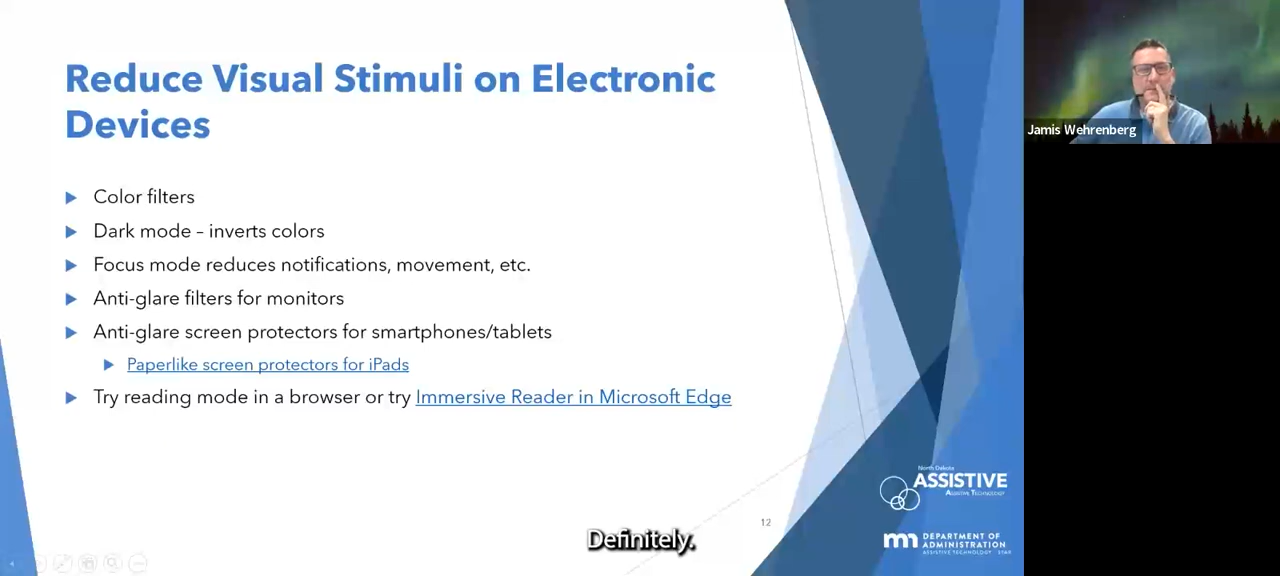 Reduce Visual Stimuli on Electronic
Devices
Color filters
Dark mode – inverts colors
Focus mode reduces notifications, movement, etc.
Anti-glare filters for monitors
Anti-glare screen protectors for smartphones/tablets
Paperlike screen protectors for iPads
Try reading mode in a browser or try Immersive Reader in Microsoft Edge
Jamis Wehrenberg
North Dakota
ASSISTIVE
Assistive Technology
12
Definitely.
DEPARTMENT OF
ADMINISTRATION
ASSISTIVE TECHNOLOGY STAR